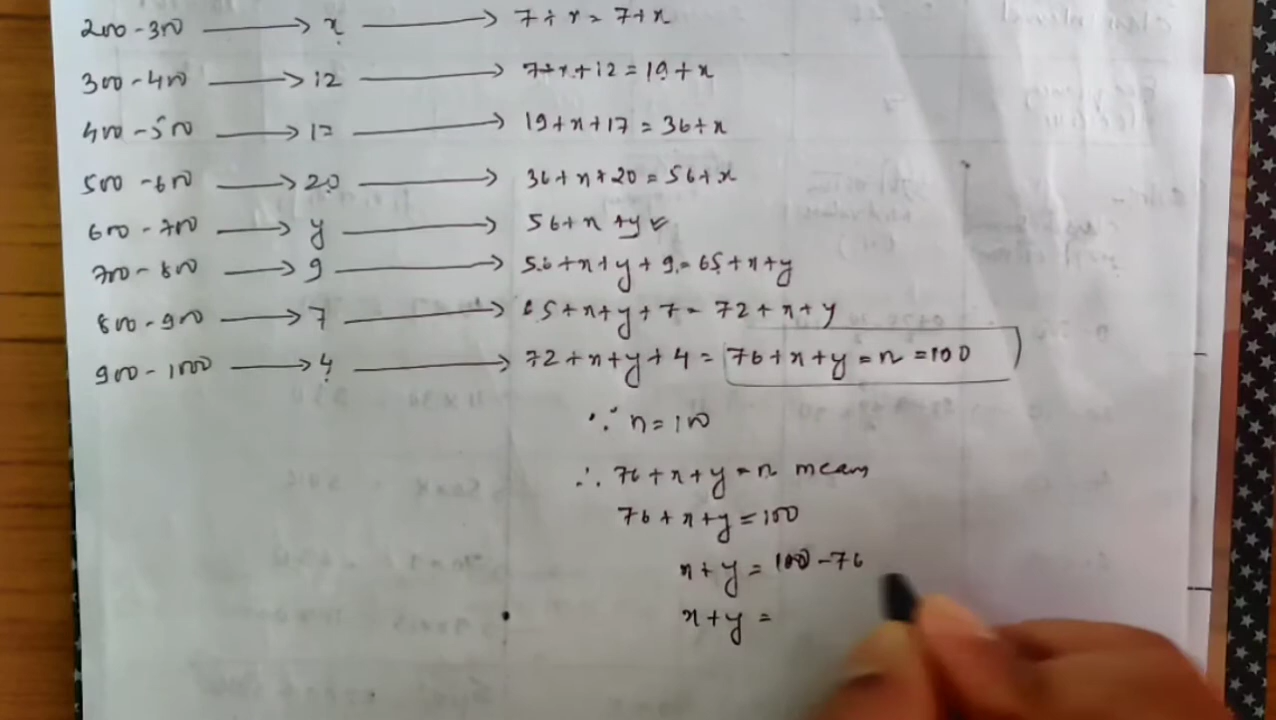 200-300 → x → 7+x = 7+x
300-400 → 12 → 7+x+12 = 19+x
400-500 → 17 → 19+x+17 = 36+x
500-600 → 20 → 36+x+20 = 56+x
600-700 → y → 56+x+y
700-800 → 9 → 56+x+y+9 = 65+x+y
800-900 → 7 → 65+x+y+7 = 72+x+y
900-1000 → 4 → 72+x+y+4 = 76+x+y = n = 100
∵ n = 100
∴ 76+x+y = n means
76+x+y = 100
x+y = 100-76
x+y =